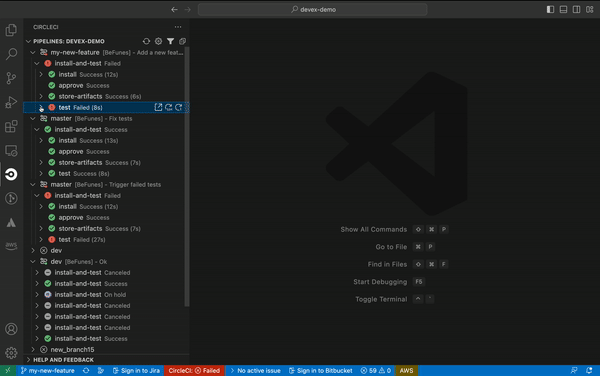 devex-demo
CIRCLECI
PIPELINES: DEVEX-DEMO
my-new-feature [BeFunes] - Add a new feat...
install-and-test Failed
install Success (12s)
approve Success
store-artifacts Success (6s)
test Failed (8s)
master [BeFunes] - Fix tests
install-and-test Success
install Success (13s)
approve Success
store-artifacts Success (7s)
test Success (8s)
master [BeFunes] - Trigger failed tests
install-and-test Failed
install Success (12s)
approve Success
store-artifacts Success (7s)
test Failed (27s)
dev
dev [BeFunes] - Ok
install-and-test Canceled
install-and-test Success
install-and-test On hold
install-and-test Canceled
install-and-test Canceled
install-and-test Canceled
install-and-test Success
new_branch15
HELP AND FEEDBACK
Show All Commands ⇧ ⌘ P
Go to File ⌘ P
Find in Files ⇧ ⌘ F
Start Debugging F5
Toggle Terminal ⌃ `
aws
my-new-feature Sign in to Jira CircleCI: Failed No active issue Sign in to Bitbucket 59 0 AWS